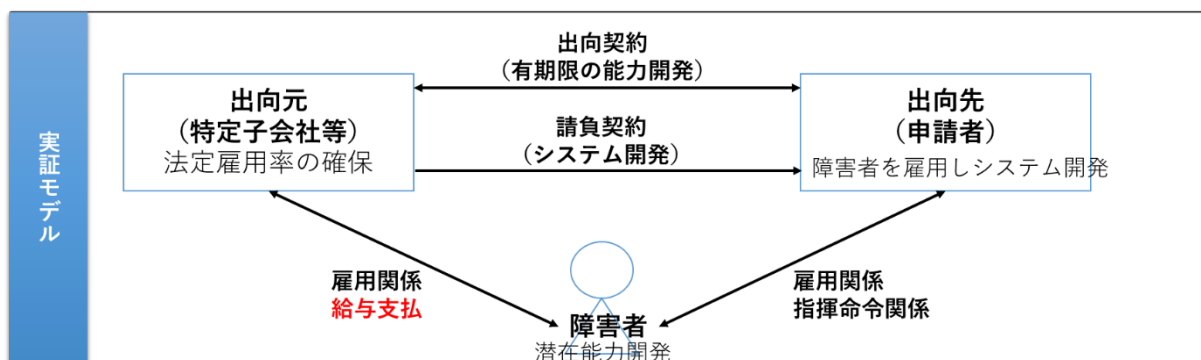 実証モデル
出向契約
（有期限の能力開発）
出向元
（特定子会社等）
法定雇用率の確保
請負契約
（システム開発）
出向先
（申請者）
障害者を雇用しシステム開発
雇用関係
給与支払
雇用関係
指揮命令関係
障害者
潜在能力開発